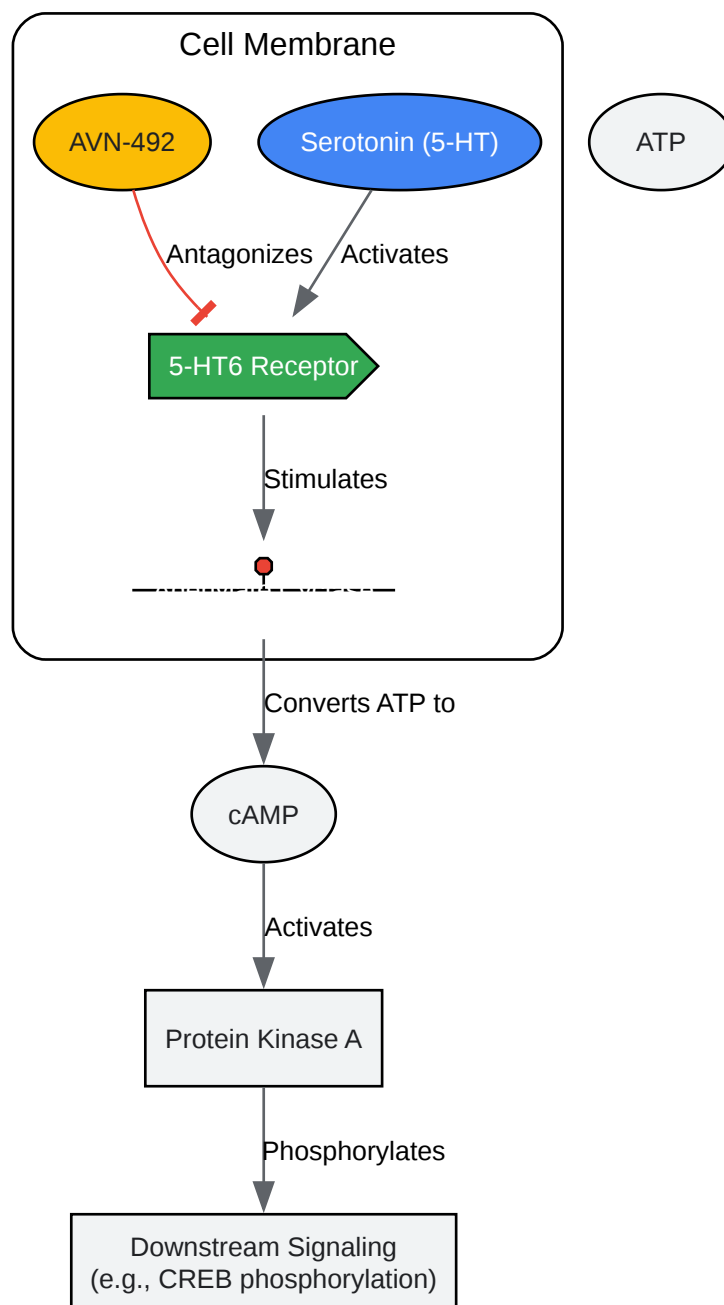 Cell Membrane
AVN-492
Serotonin (5-HT)
ATP
Antagonizes
Activates
5-HT6 Receptor
Stimulates
Converts ATP to
cAMP
Activates
Protein Kinase A
Phosphorylates
Downstream Signaling
(e.g., CREB phosphorylation)